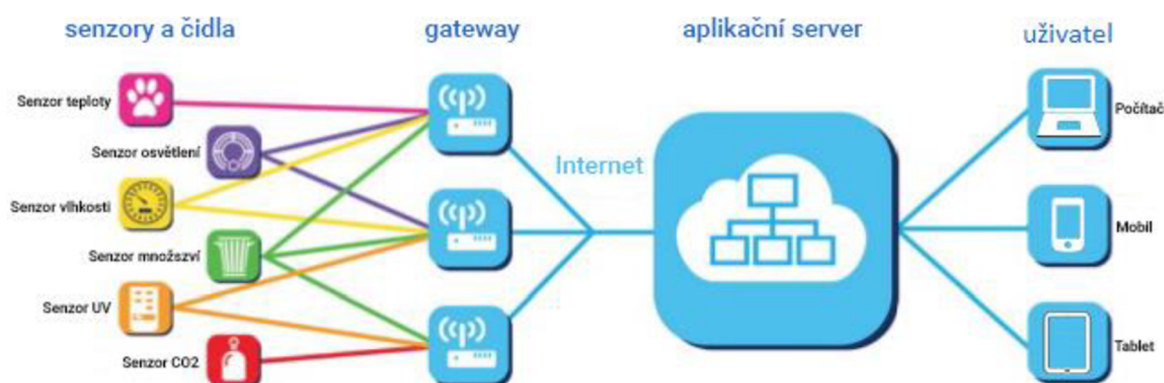 senzory a čidla
gateway
aplikační server
uživatel
Senzor teploty
Senzor osvětlení
Senzor vlhkosti
Senzor množszví
Senzor UV
Senzor CO2
Internet
Počítač
Mobil
Tablet